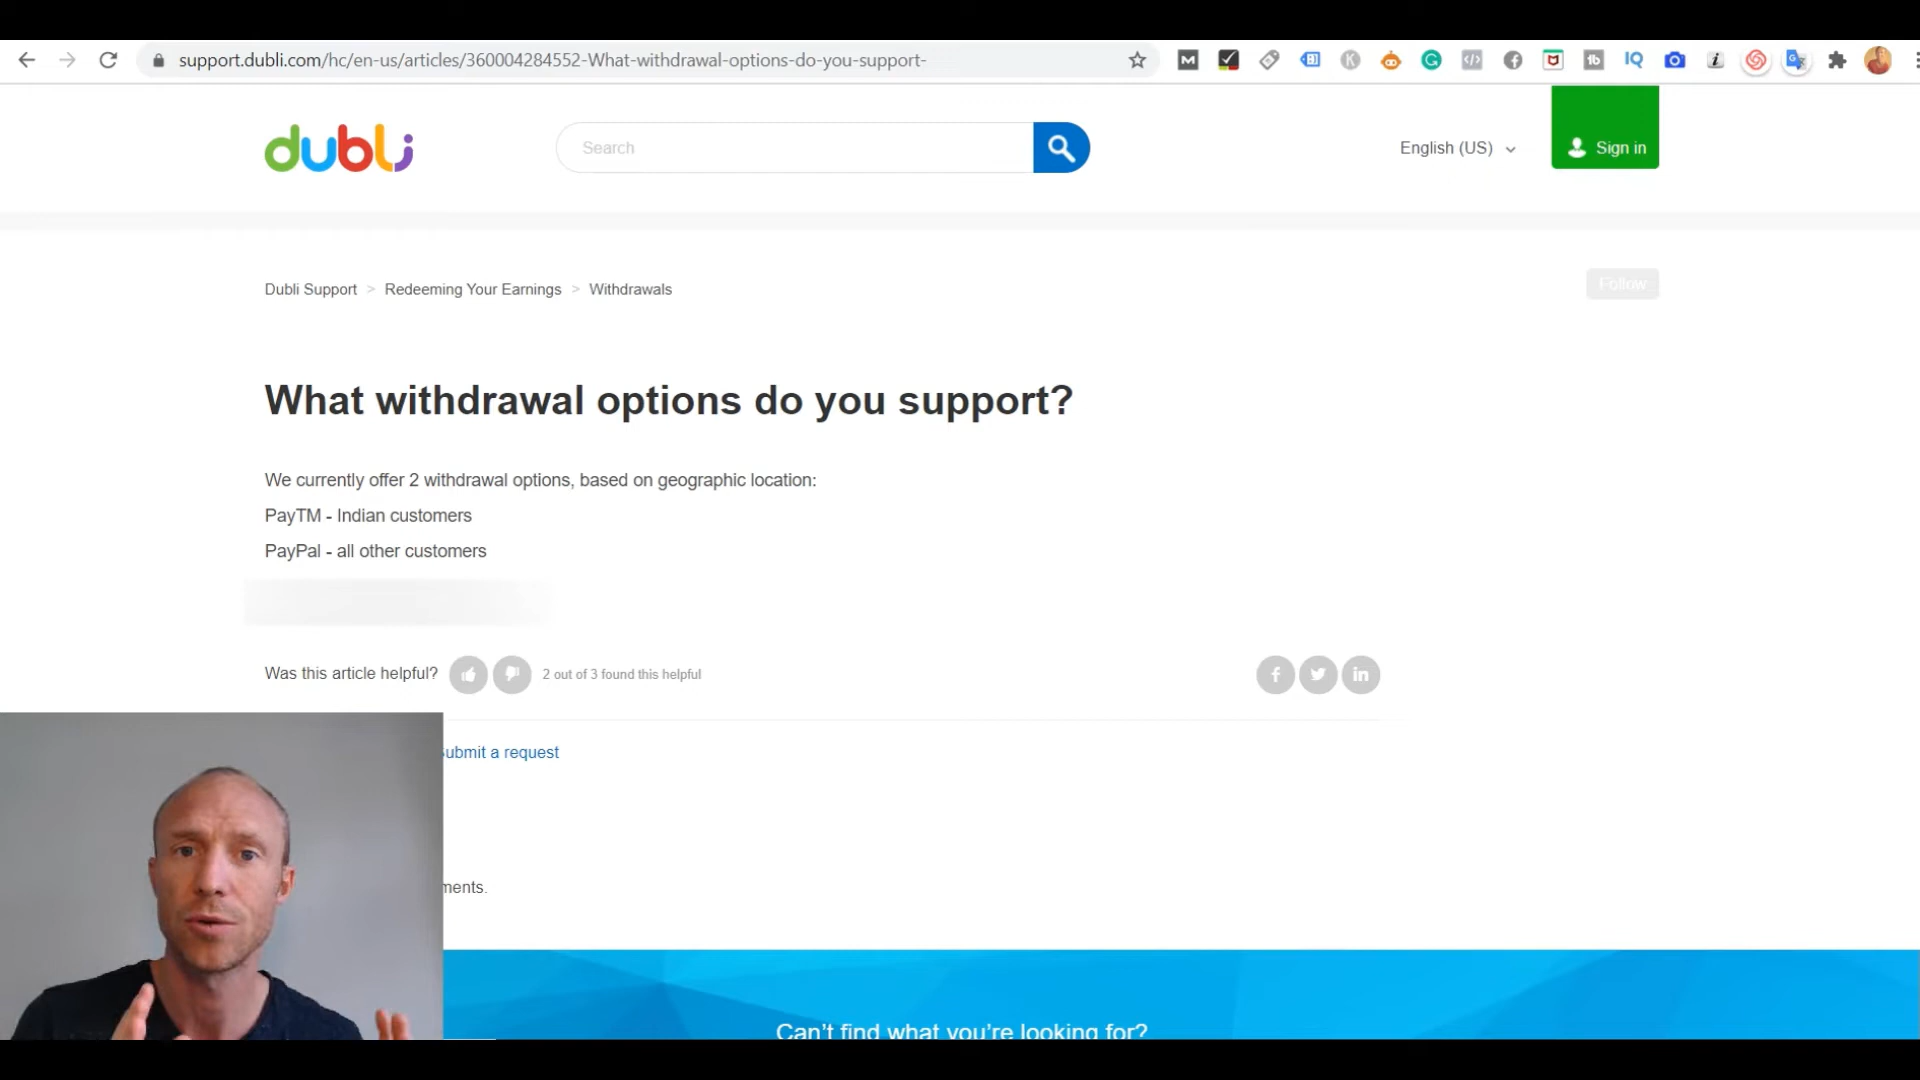 support.dubli.com/hc/en-us/articles/360004284552-What-withdrawal-options-do-you-support-
dubli
Search
English (US)
Sign in
Dubli Support > Redeeming Your Earnings > Withdrawals
Follow
What withdrawal options do you support?
We currently offer 2 withdrawal options, based on geographic location:
PayTM - Indian customers
PayPal - all other customers
Was this article helpful?
2 out of 3 found this helpful
ubmit a request
ments.
Can't find what you're looking for?